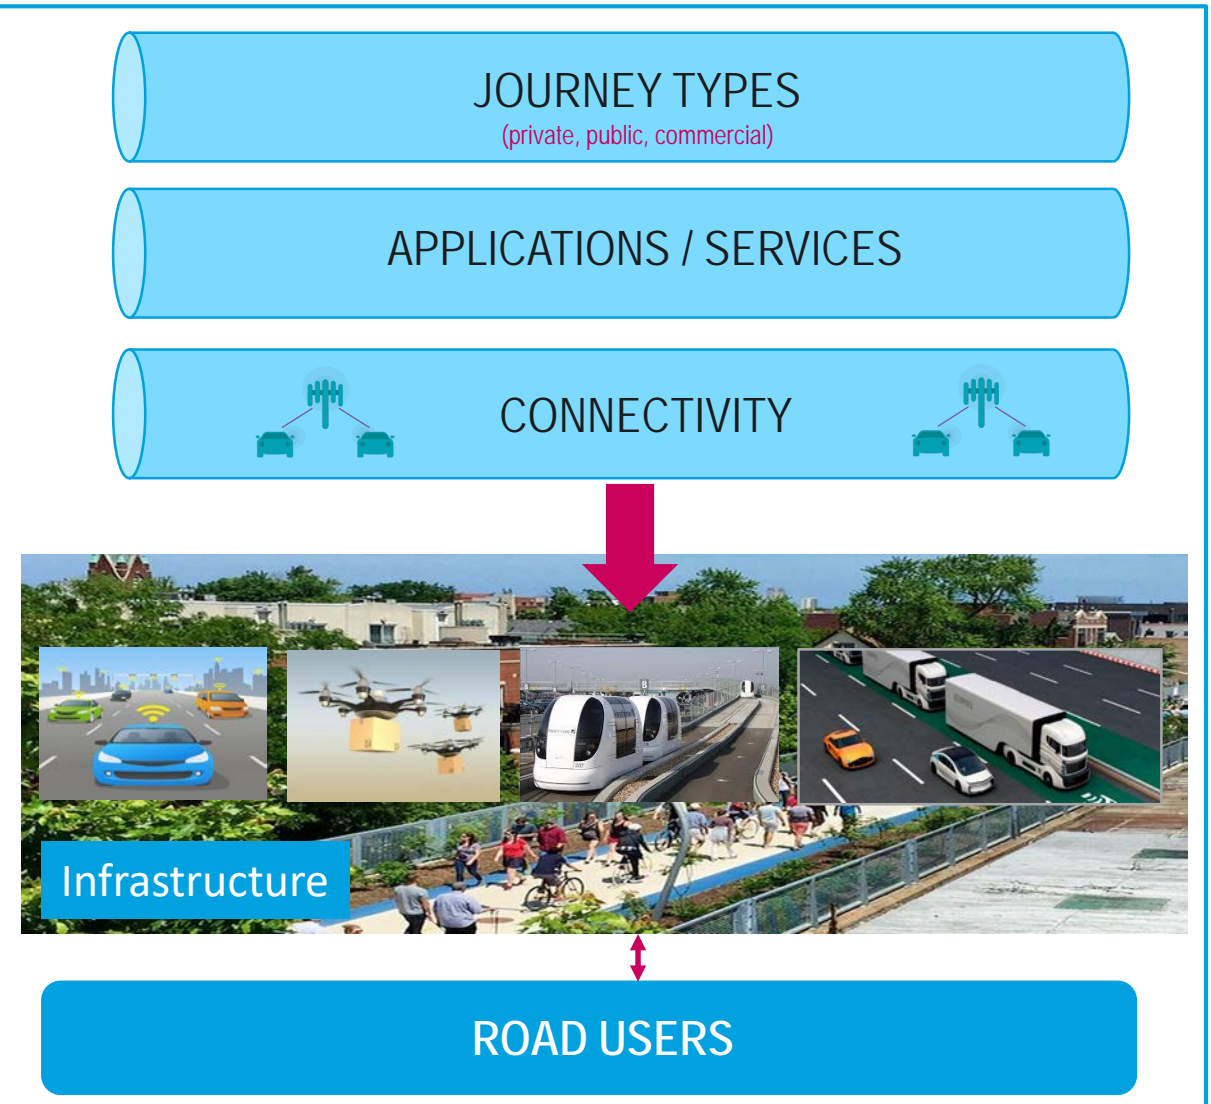 JOURNEY TYPES
(private, public, commercial)
APPLICATIONS / SERVICES
CONNECTIVITY
Infrastructure
ROAD USERS